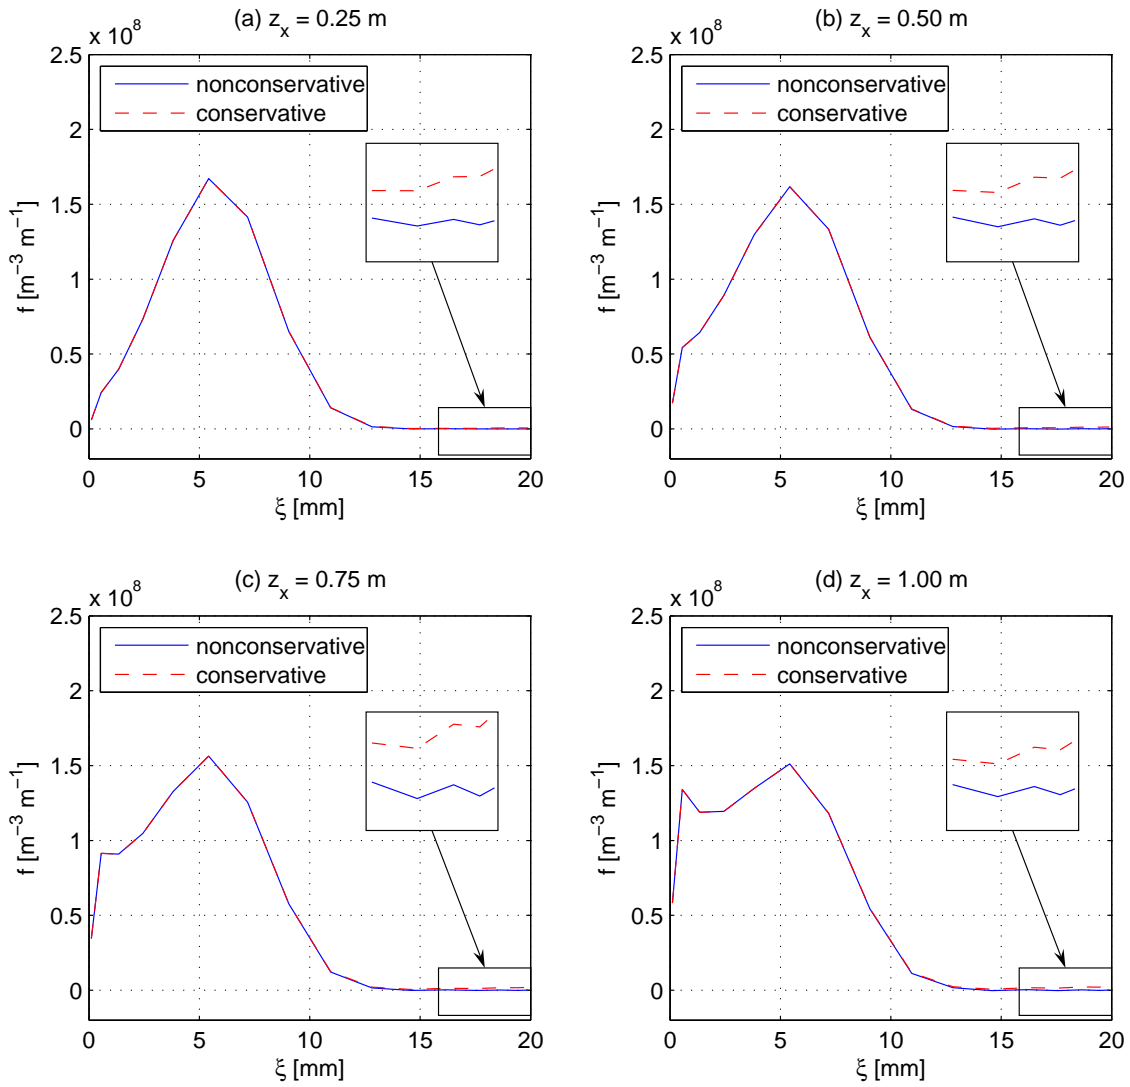 (a) z_x = 0.25 m
x 10^8
2.5
2
1.5
1
0.5
0
f [m^−3 m^−1]
nonconservative
conservative
0 5 10 15 20
ξ [mm]
(b) z_x = 0.50 m
x 10^8
2.5
2
1.5
1
0.5
0
f [m^−3 m^−1]
nonconservative
conservative
0 5 10 15 20
ξ [mm]
(c) z_x = 0.75 m
x 10^8
2.5
2
1.5
1
0.5
0
f [m^−3 m^−1]
nonconservative
conservative
0 5 10 15 20
ξ [mm]
(d) z_x = 1.00 m
x 10^8
2.5
2
1.5
1
0.5
0
f [m^−3 m^−1]
nonconservative
conservative
0 5 10 15 20
ξ [mm]